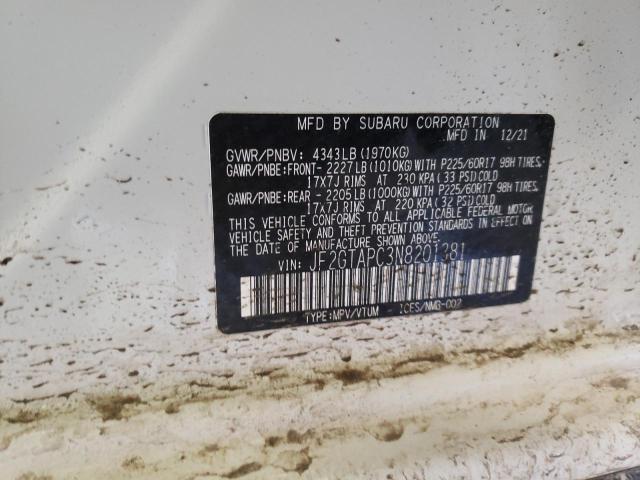 MFD BY SUBARU CORPORATION
MFD IN 12/21
GVWR/PNBV: 4343LB (1970KG)
GAWR/PNBE:FRONT- 2227LB (1010KG) WITH P225/60R17 98H TIRES,
17X7J RIMS AT 230 KPA (33 PSI) COLD
GAWR/PNBE:REAR - 2205LB (1000KG) WITH P225/60R17 98H TIRES,
17X7J RIMS AT 220 KPA (32 PSI) COLD
THIS VEHICLE CONFORMS TO ALL APPLICABLE FEDERAL MOTOR
VEHICLE SAFETY AND THEFT PREVENTION STANDARDS IN EFFECT ON
THE DATE OF MANUFACTURE SHOWN ABOVE.
VIN: JF2GTAPC3N8201381
TYPE:MPV/VTUM ICES/NMB-002